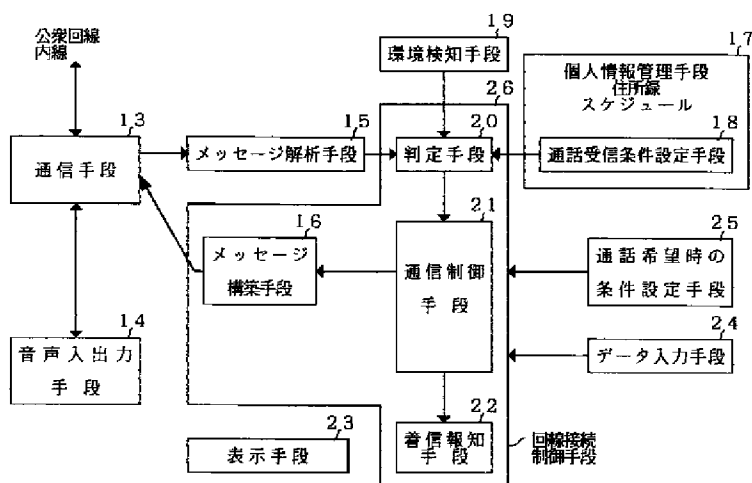 公衆回線
内線
13
通信手段
14
音声入出力
手段
15
メッセージ解析手段
16
メッセージ
構築手段
19
環境検知手段
26
20
判定手段
21
通信制御
手段
22
着信報知
手段
23
表示手段
17
個人情報管理手段
住所録
スケジュール
18
通話受信条件設定手段
25
通話希望時の
条件設定手段
24
データ入力手段
回線接続
制御手段